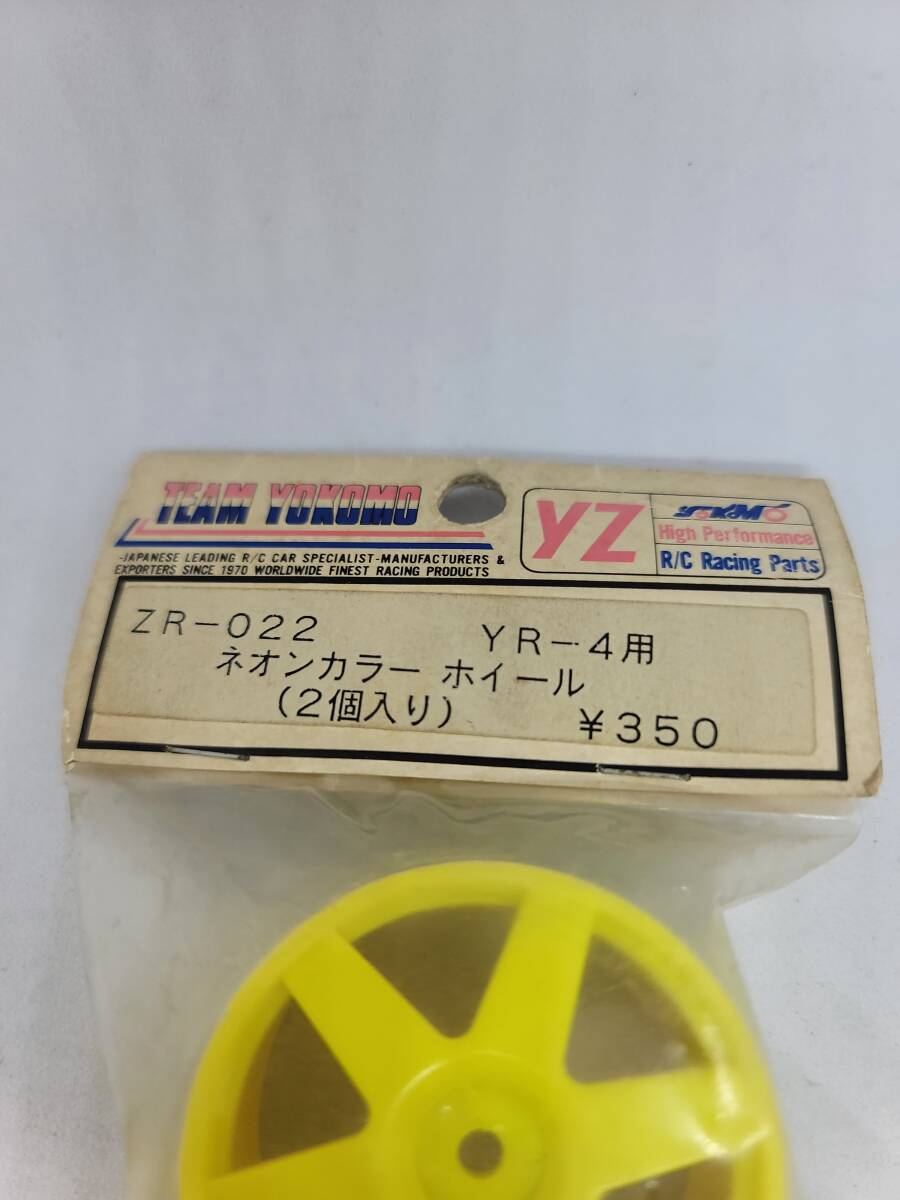 TEAM YOKOMO
-JAPANESE LEADING R/C CAR SPECIALIST-MANUFACTURERS &
EXPORTERS SINCE 1970 WORLDWIDE FINEST RACING PRODUCTS
YZ
YOKOMO
High Performance
R/C Racing Parts
ZR-022 YR-4用
ネオンカラー ホイール
(2個入り) ¥350